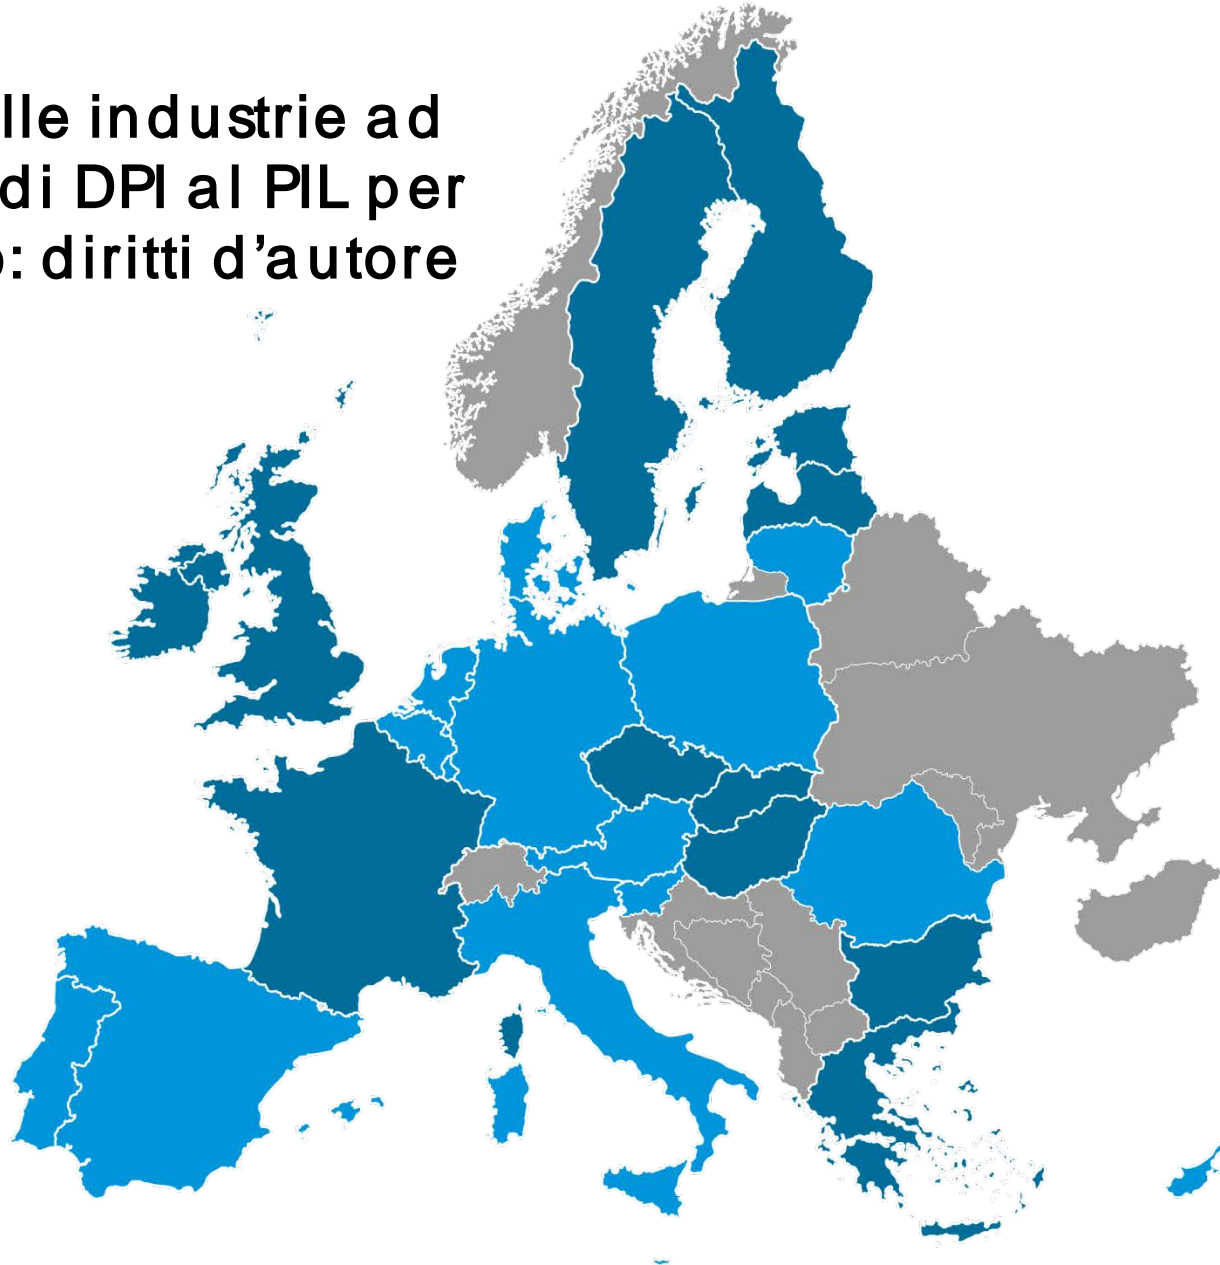 lle industrie ad
di DPI al PIL per
: diritti d’autore